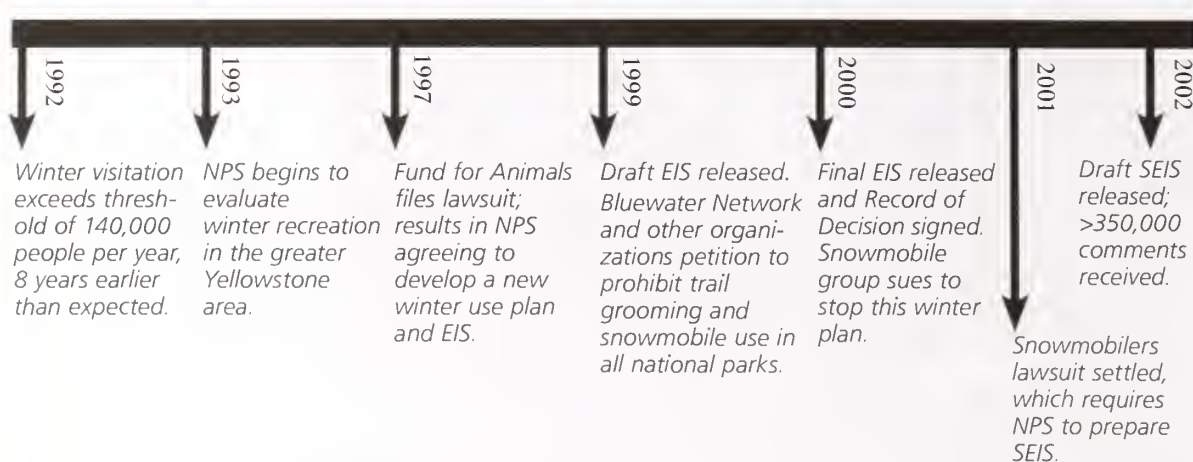 1992
Winter visitation
exceeds thresh-
old of 140,000
people per year,
8 years earlier
than expected.
1993
NPS begins to
evaluate
winter recreation
in the greater
Yellowstone
area.
1997
Fund for Animals
files lawsuit;
results in NPS
agreeing to
develop a new
winter use plan
and EIS.
1999
Draft EIS released.
Bluewater Network
and other organi-
zations petition to
prohibit trail
grooming and
snowmobile use in
all national parks.
2000
Final EIS released
and Record of
Decision signed.
Snowmobile
group sues to
stop this winter
plan.
2001
Snowmobilers
lawsuit settled,
which requires
NPS to prepare
SEIS.
2002
Draft SEIS
released;
>350,000
comments
received.